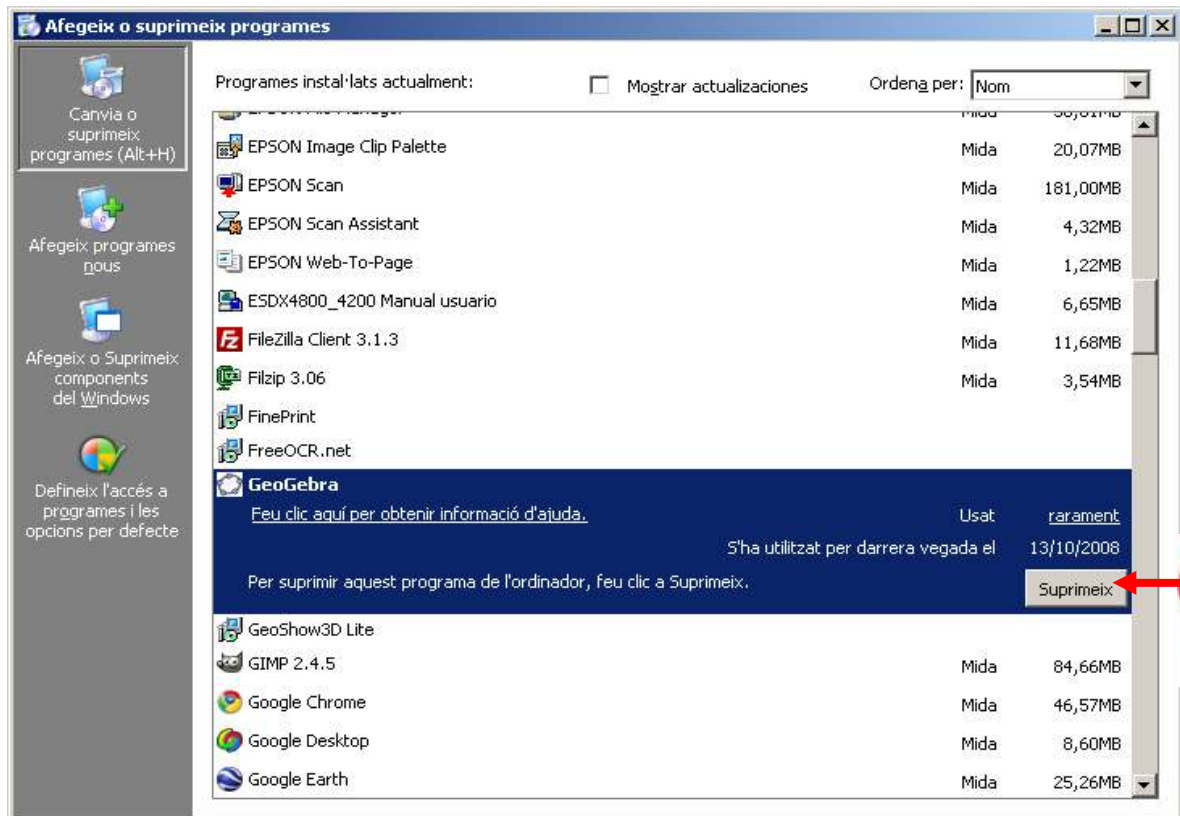 Afegeix o suprimeix programes
Canvia o
suprimeix
programes (Alt+H)
Afegeix programes
nous
Afegeix o Suprimeix
components
del Windows
Defineix l'accés a
programes i les
opcions per defecte
Programes instal·lats actualment:
Mostrar actualizaciones
Ordena per: Nom
EPSON Image Clip Palette Mida 20,07MB
EPSON Scan Mida 181,00MB
EPSON Scan Assistant Mida 4,32MB
EPSON Web-To-Page Mida 1,22MB
ESDX4800_4200 Manual usuario Mida 6,65MB
FileZilla Client 3.1.3 Mida 11,68MB
Filzip 3.06 Mida 3,54MB
FinePrint
FreeOCR.net
GeoGebra
Feu clic aquí per obtenir informació d'ajuda. Usat rarament
S'ha utilitzat per darrera vegada el 13/10/2008
Per suprimir aquest programa de l'ordinador, feu clic a Suprimeix. Suprimeix
GeoShow3D Lite
GIMP 2.4.5 Mida 84,66MB
Google Chrome Mida 46,57MB
Google Desktop Mida 8,60MB
Google Earth Mida 25,26MB